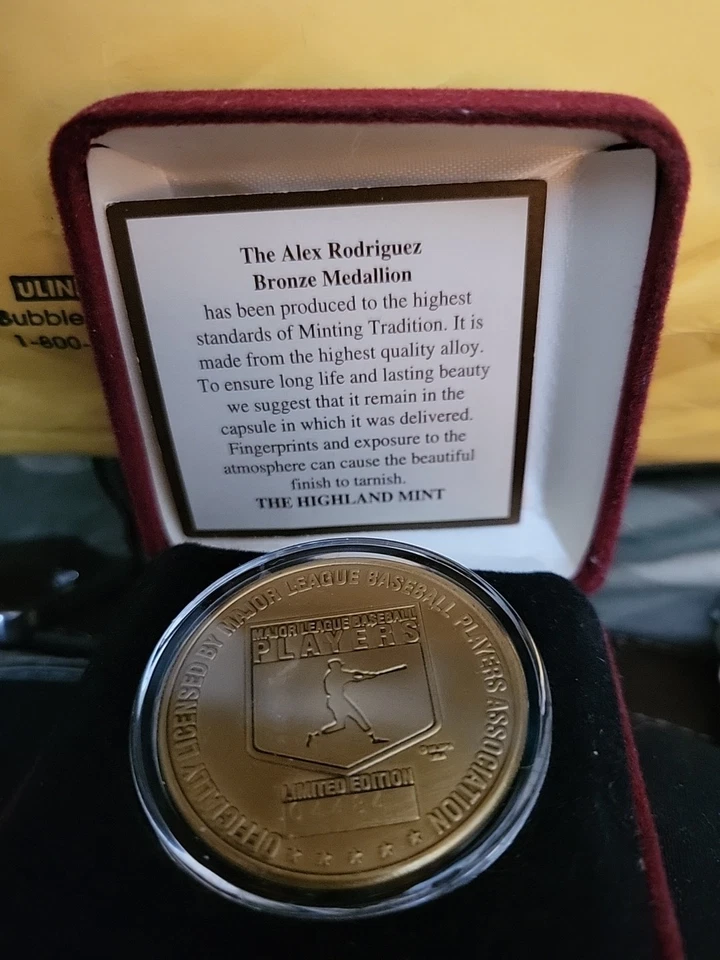 ULIN
Bubble
1-800-
The Alex Rodriguez
Bronze Medallion
has been produced to the highest
standards of Minting Tradition. It is
made from the highest quality alloy.
To ensure long life and lasting beauty
we suggest that it remain in the
capsule in which it was delivered.
Fingerprints and exposure to the
atmosphere can cause the beautiful
finish to tarnish.
THE HIGHLAND MINT
OFFICIALLY LICENSED BY MAJOR LEAGUE BASEBALL PLAYERS ASSOCIATION
MAJOR LEAGUE BASEBALL
PLAYERS
LIMITED EDITION